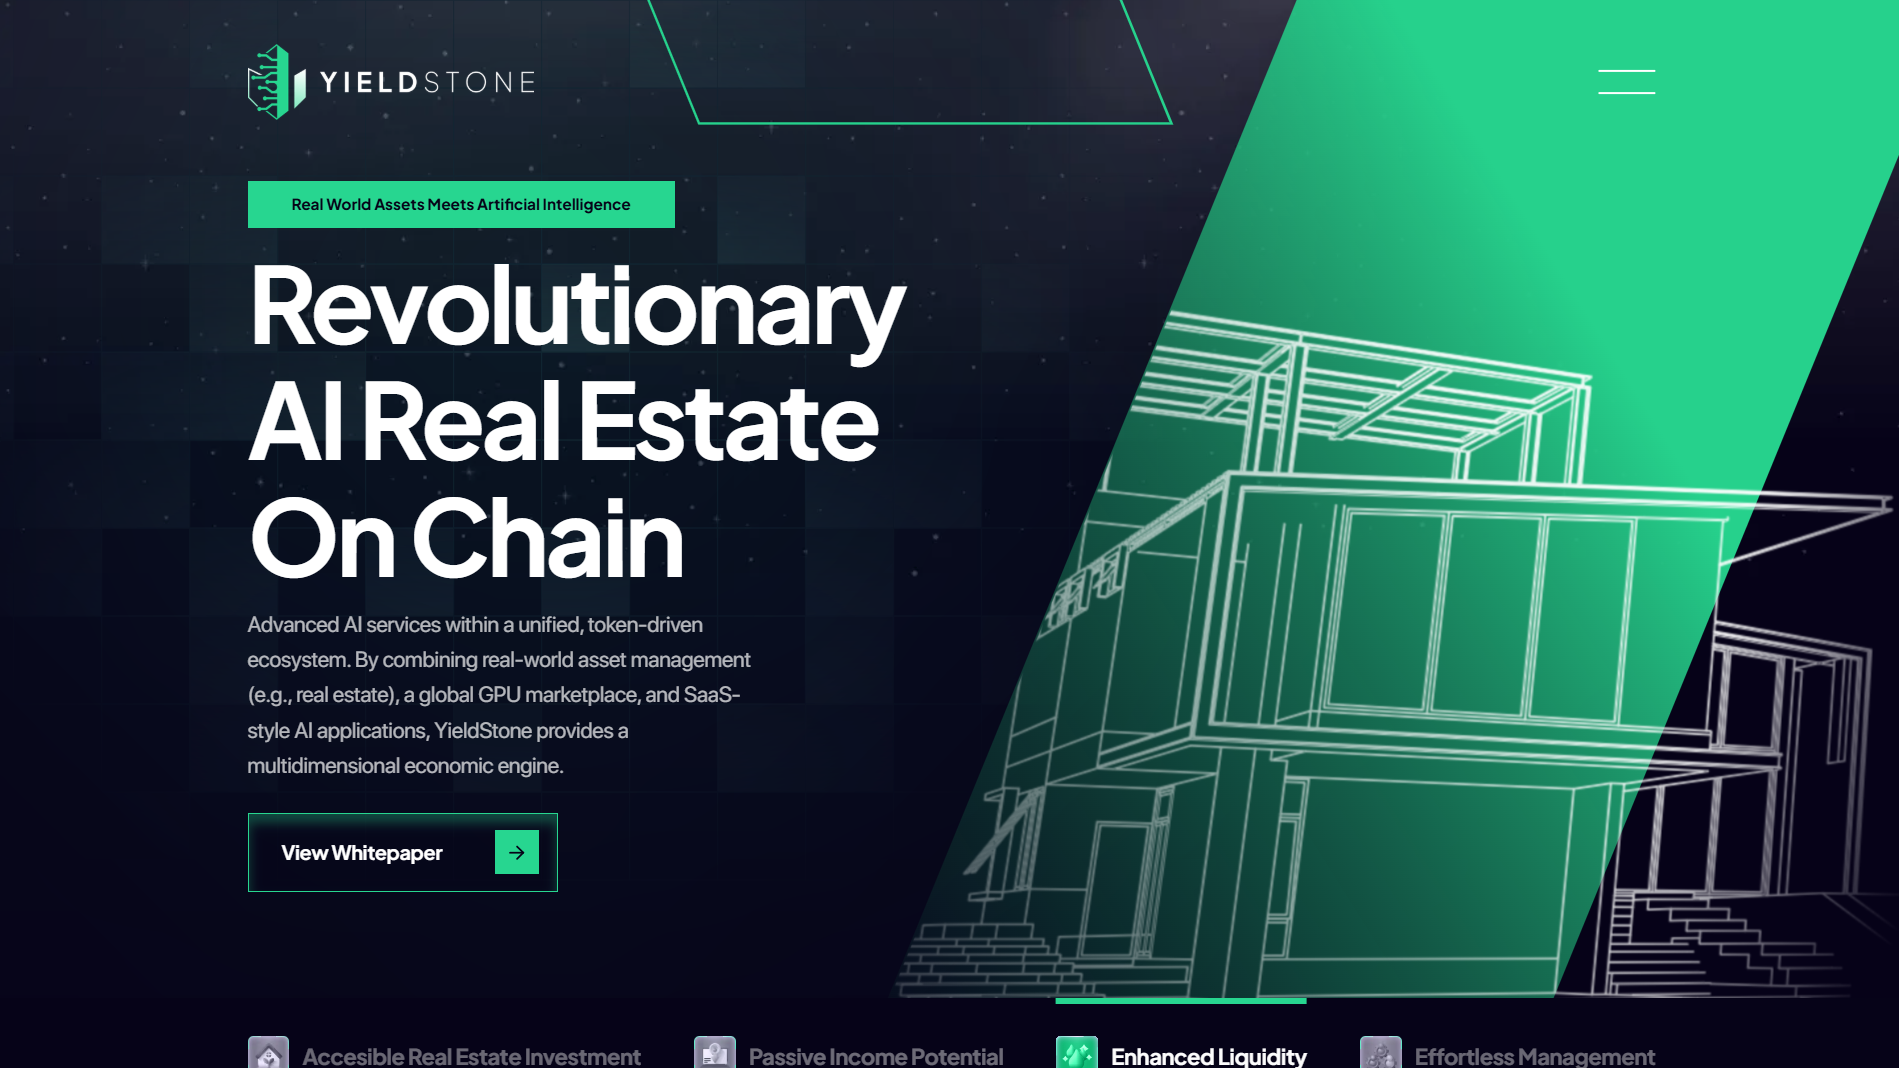 YIELDSTONE
Real World Assets Meets Artificial Intelligence
Revolutionary
AI Real Estate
On Chain
Advanced AI services within a unified, token-driven
ecosystem. By combining real-world asset management
(e.g., real estate), a global GPU marketplace, and SaaS-
style AI applications, YieldStone provides a
multidimensional economic engine.
View Whitepaper
Accesible Real Estate Investment
Passive Income Potential
Enhanced Liquidity
Effortless Management